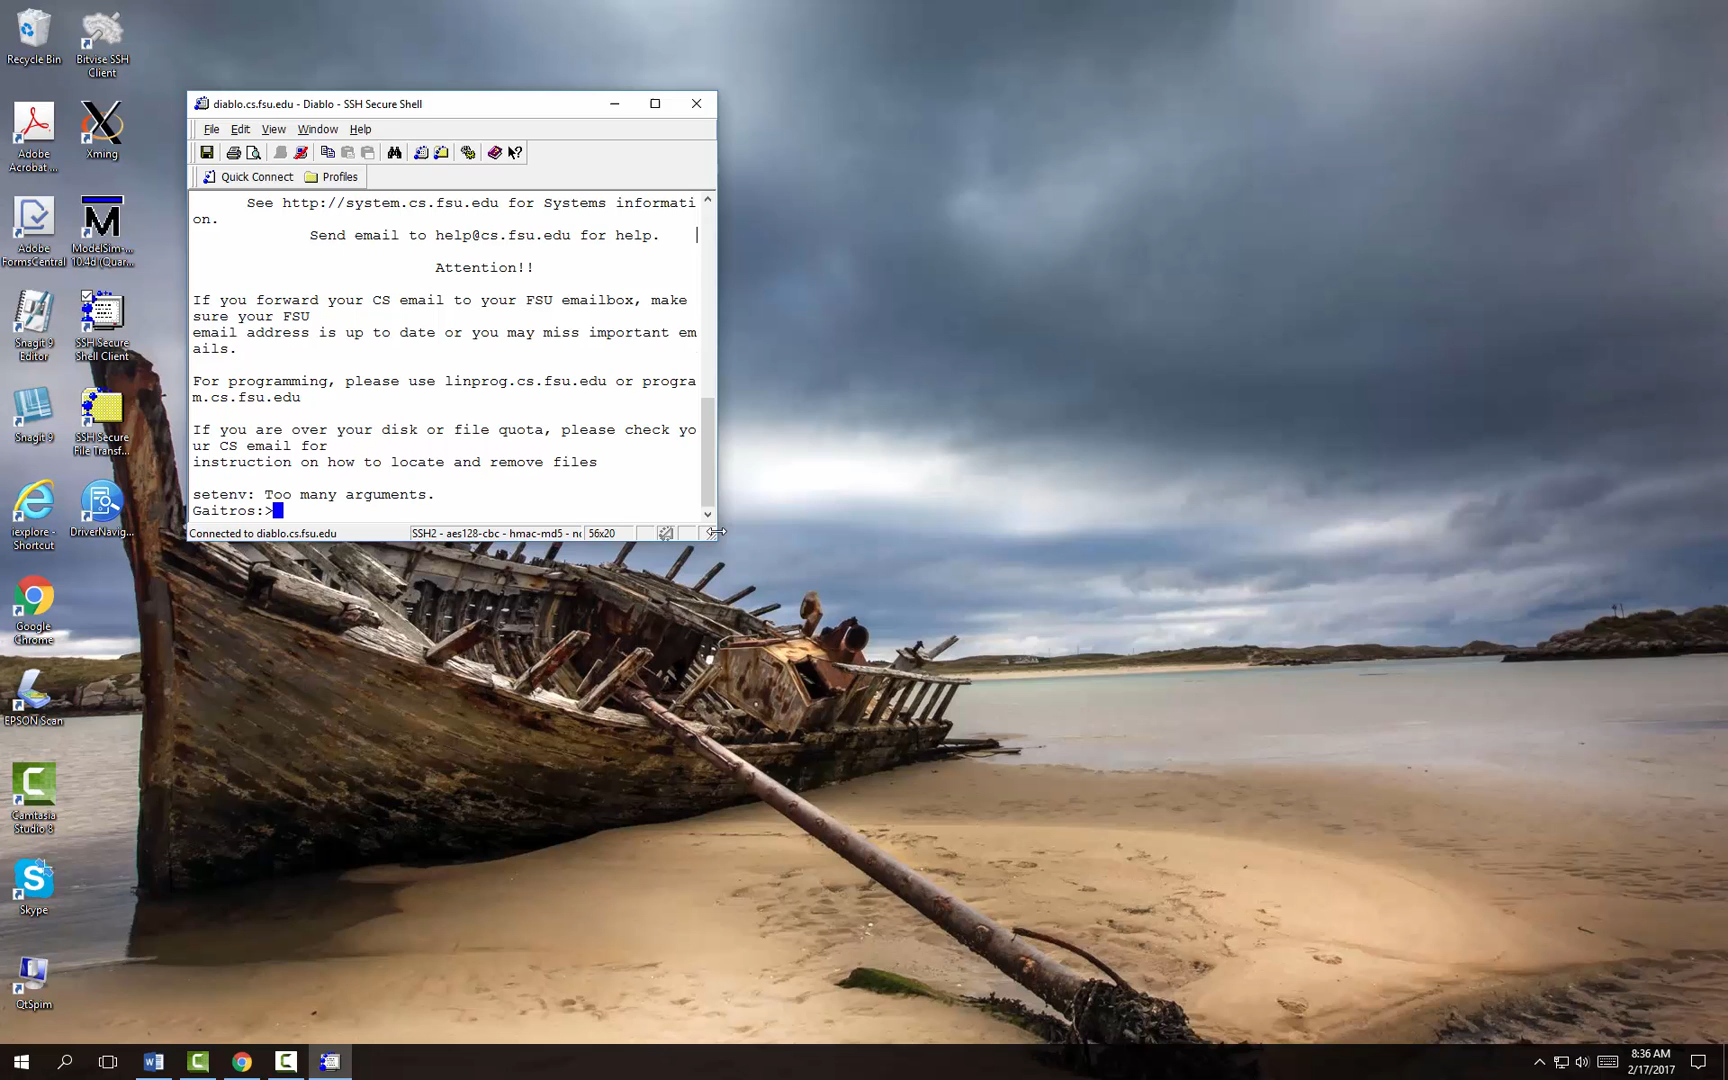 Recycle Bin
Bitvise SSH
Client
Adobe
Acrobat ...
Xming
Adobe
FormsCentral
ModelSim-...
10.4d (Quar...
Snagit 9
Editor
SSH Secure
Shell Client
Snagit 9
SSH Secure
File Transf...
iexplore -
Shortcut
DriverNavig...
Google
Chrome
EPSON Scan
Camtasia
Studio 8
Skype
QtSpim
diablo.cs.fsu.edu - Diablo - SSH Secure Shell
File Edit View Window Help
Quick Connect Profiles
See http://system.cs.fsu.edu for Systems informati
on.
Send email to help@cs.fsu.edu for help.
Attention!!
If you forward your CS email to your FSU emailbox, make
sure your FSU
email address is up to date or you may miss important em
ails.
For programming, please use linprog.cs.fsu.edu or progra
m.cs.fsu.edu
If you are over your disk or file quota, please check yo
ur CS email for
instruction on how to locate and remove files
setenv: Too many arguments.
Gaitros:>
Connected to diablo.cs.fsu.edu SSH2 - aes128-cbc - hmac-md5 - nc 56x20
8:36 AM
2/17/2017